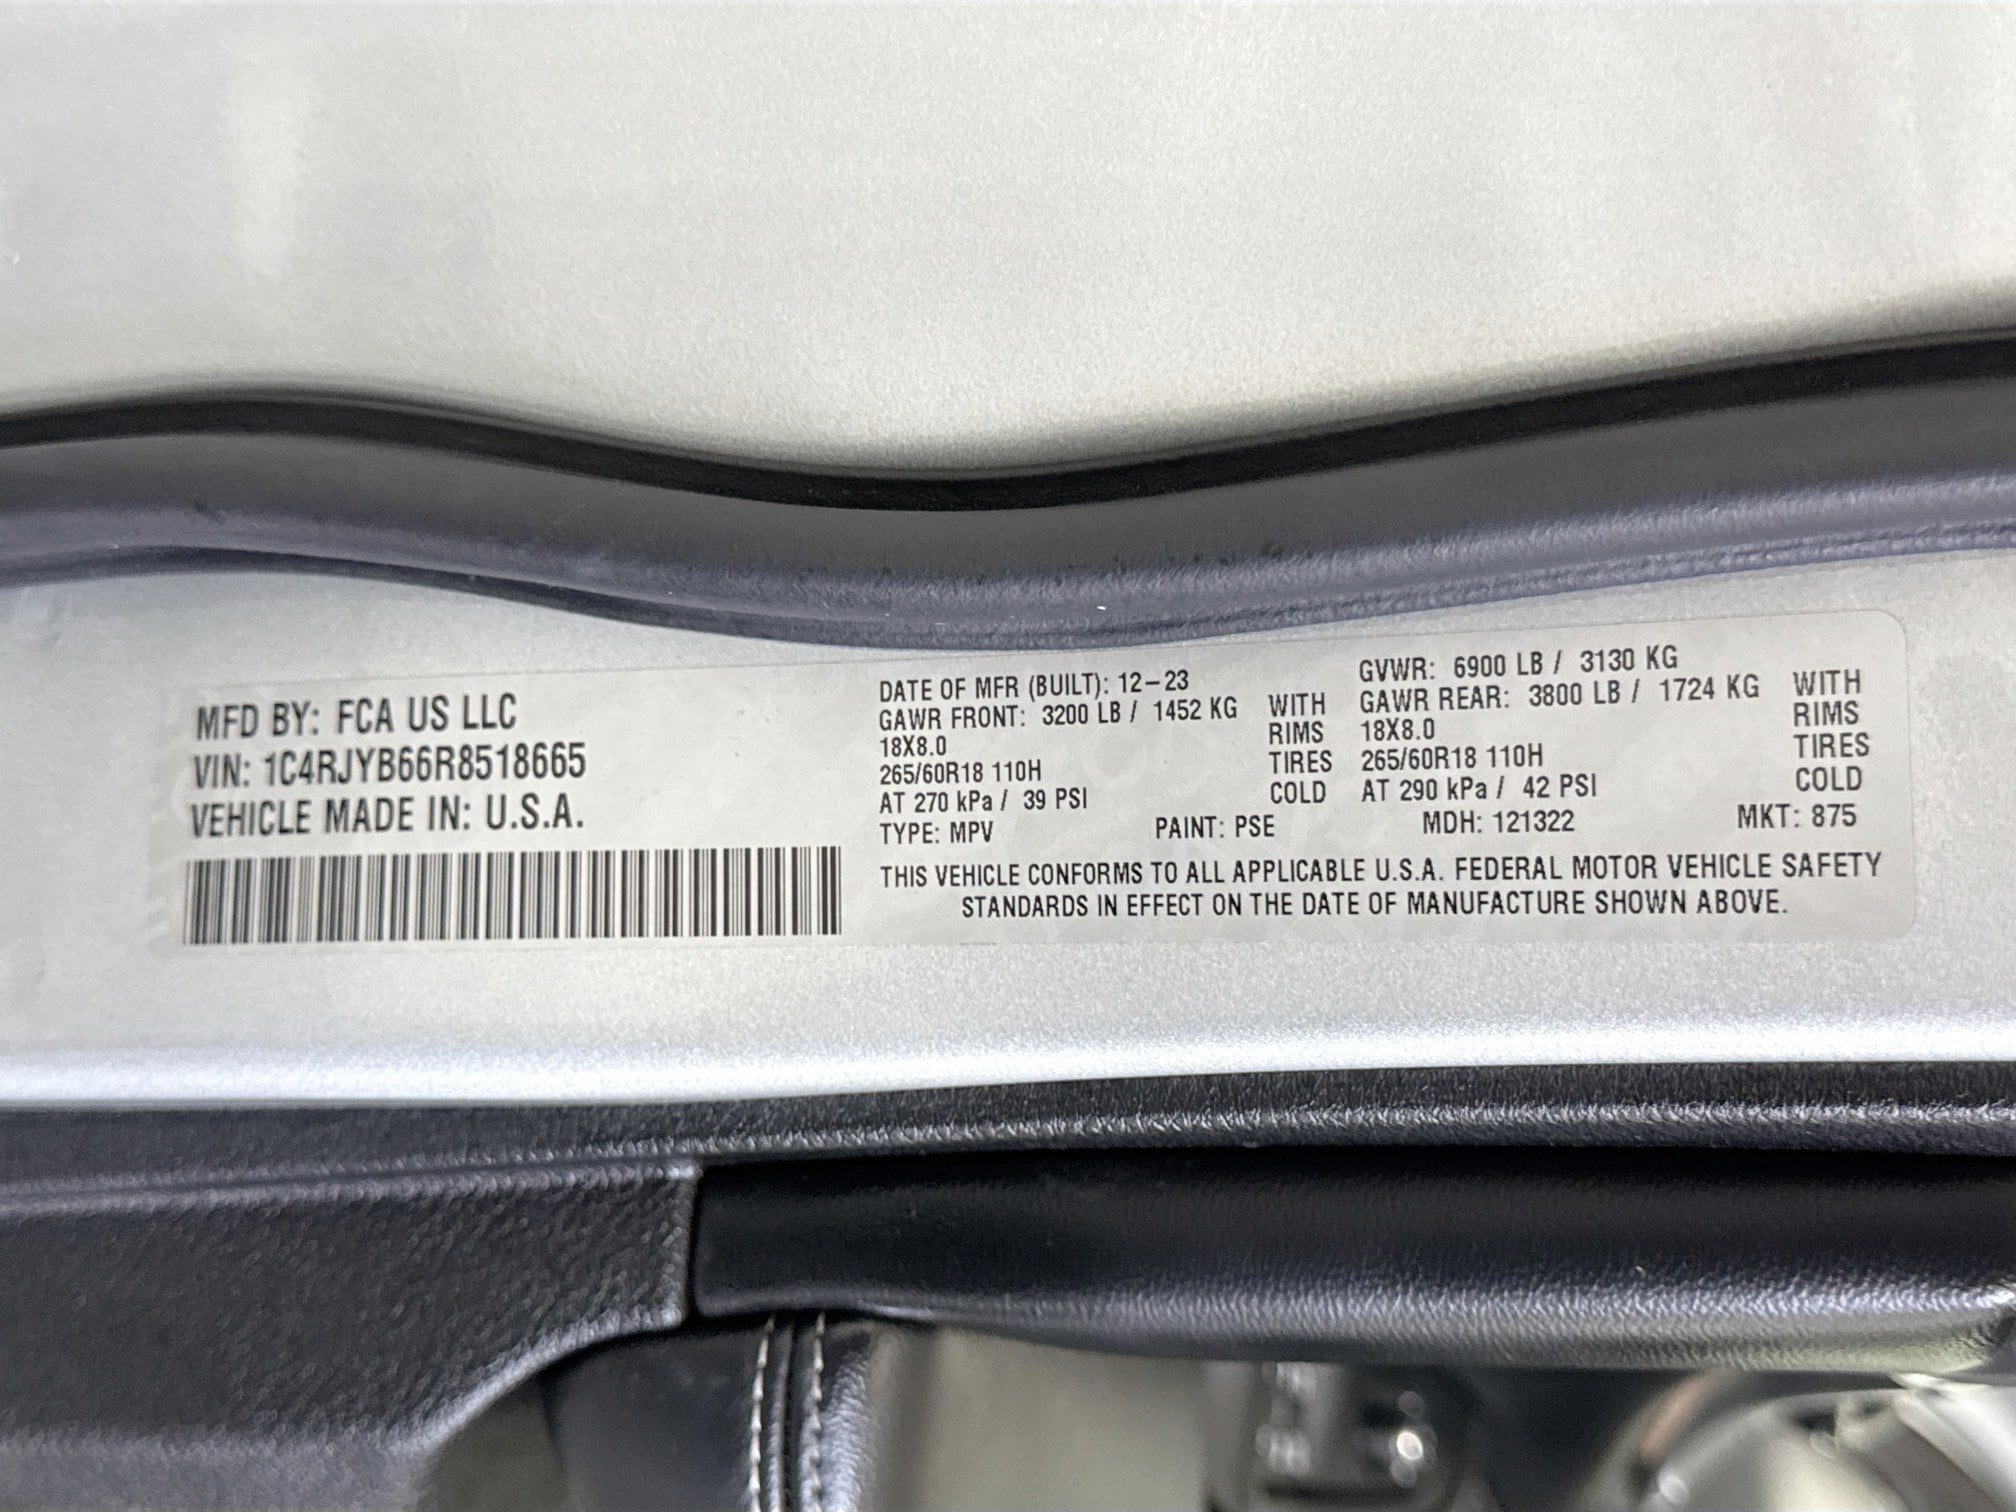 MFD BY: FCA US LLC
VIN: 1C4RJYB66R8518665
VEHICLE MADE IN: U.S.A.
DATE OF MFR (BUILT): 12-23 GVWR: 6900 LB / 3130 KG
GAWR FRONT: 3200 LB / 1452 KG WITH GAWR REAR: 3800 LB / 1724 KG WITH
18X8.0 RIMS 18X8.0 RIMS
265/60R18 110H TIRES 265/60R18 110H TIRES
AT 270 kPa / 39 PSI COLD AT 290 kPa / 42 PSI COLD
TYPE: MPV PAINT: PSE MDH: 121322 MKT: 875
THIS VEHICLE CONFORMS TO ALL APPLICABLE U.S.A. FEDERAL MOTOR VEHICLE SAFETY
STANDARDS IN EFFECT ON THE DATE OF MANUFACTURE SHOWN ABOVE.